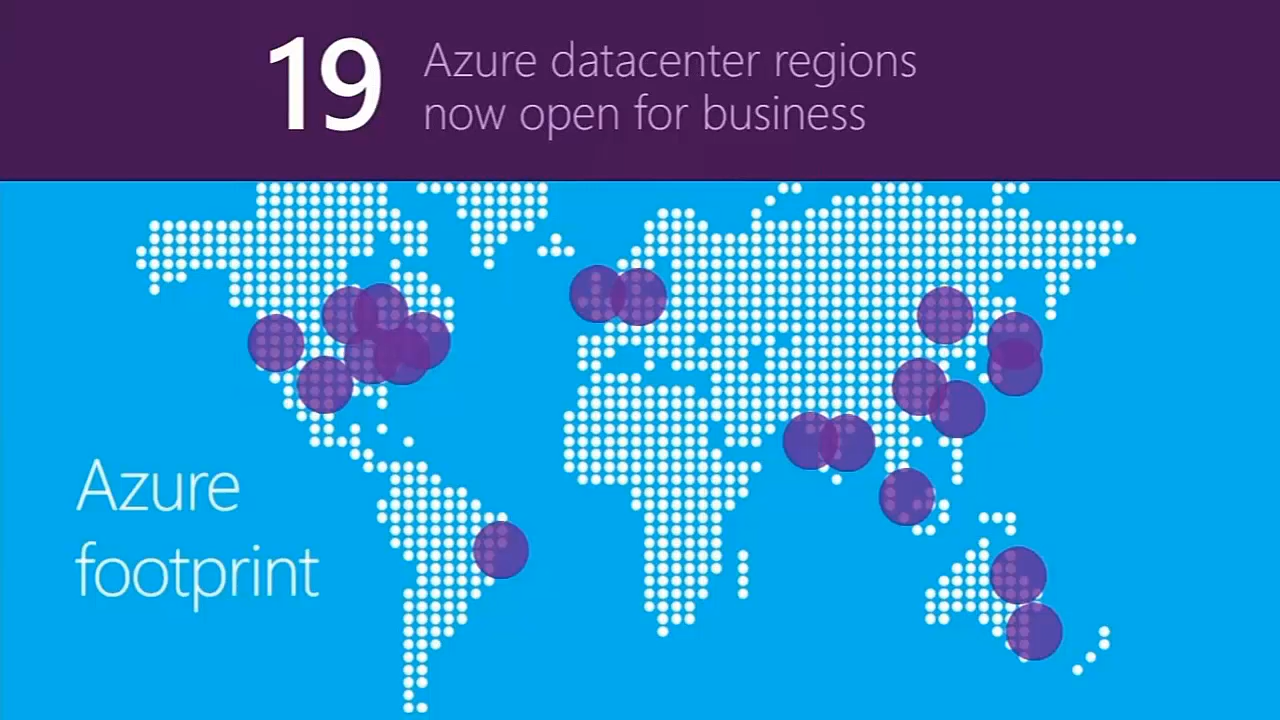 19
Azure datacenter regions
now open for business
Azure
footprint